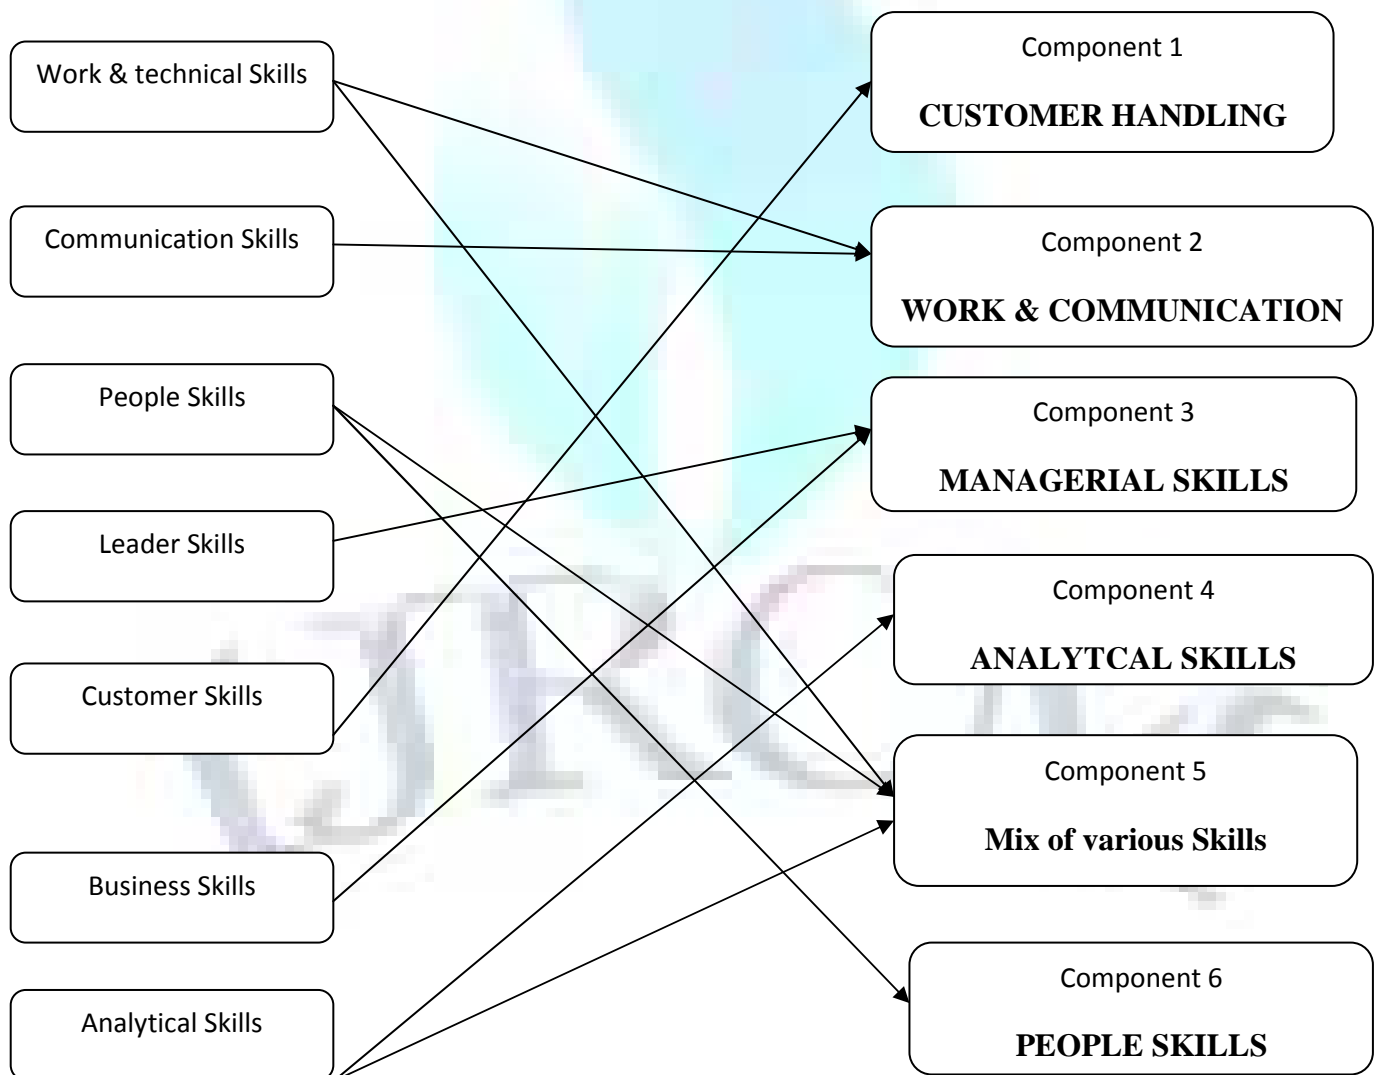 Work & technical Skills
Communication Skills
People Skills
Leader Skills
Customer Skills
Business Skills
Analytical Skills
Component 1
CUSTOMER HANDLING
Component 2
WORK & COMMUNICATION
Component 3
MANAGERIAL SKILLS
Component 4
ANALYTCAL SKILLS
Component 5
Mix of various Skills
Component 6
PEOPLE SKILLS